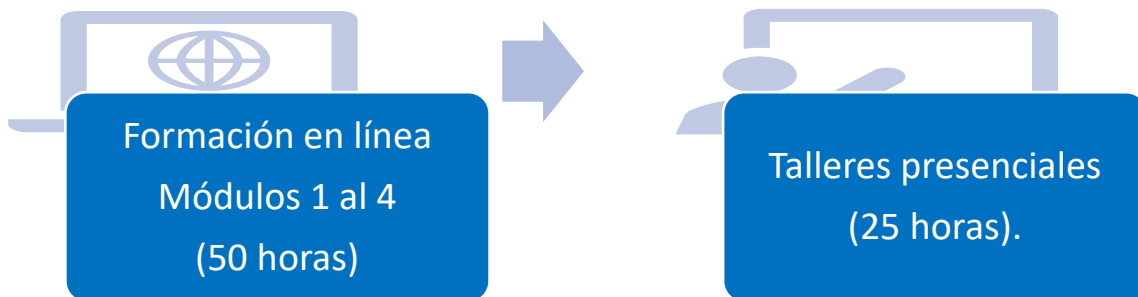 Formación en línea
Módulos 1 al 4
(50 horas)
Talleres presenciales
(25 horas).